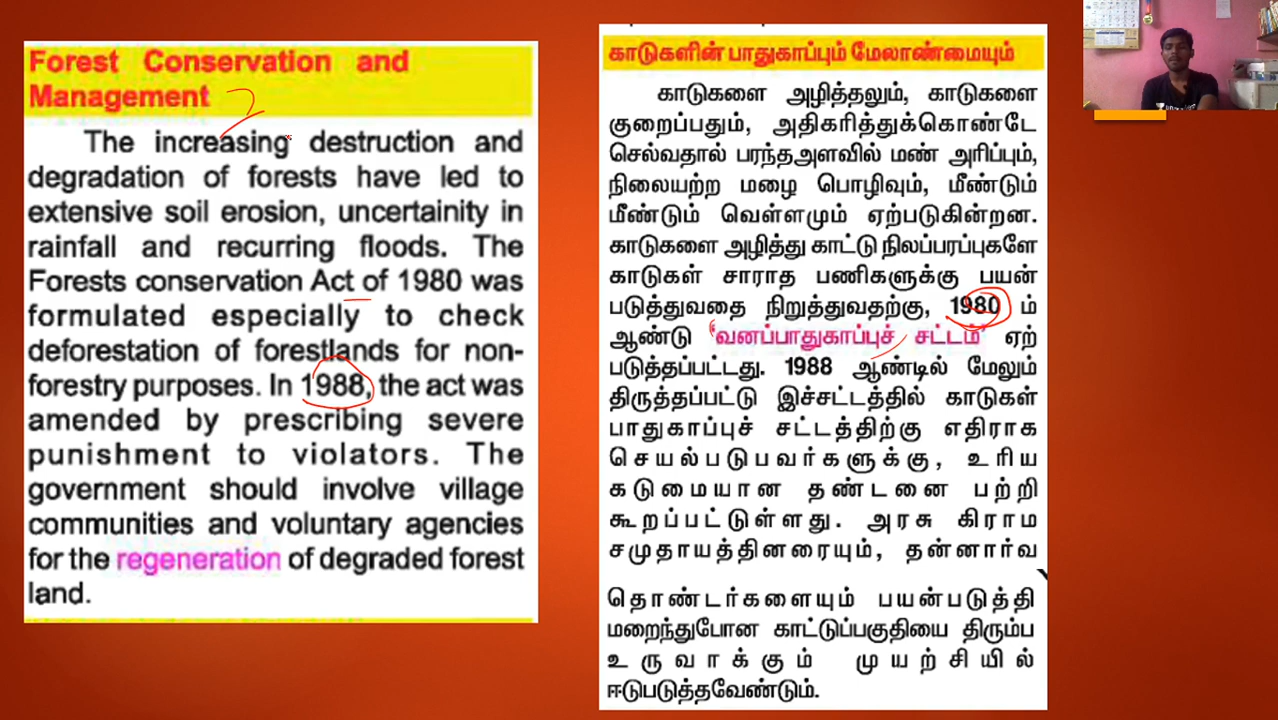 Forest Conservation and
Management
The increasing destruction and
degradation of forests have led to
extensive soil erosion, uncertainity in
rainfall and recurring floods. The
Forests conservation Act of 1980 was
formulated especially to check
deforestation of forestlands for non-
forestry purposes. In 1988, the act was
amended by prescribing severe
punishment to violators. The
government should involve village
communities and voluntary agencies
for the regeneration of degraded forest
land.
காடுகளின் பாதுகாப்பும் மேலாண்மையும்
காடுகளை அழித்தலும், காடுகளை
குறைப்பதும், அதிகரித்துக்கொண்டே
செல்வதால் பரந்தஅளவில் மண் அரிப்பும்,
நிலையற்ற மழை பொழிவும், மீண்டும்
மீண்டும் வெள்ளமும் ஏற்படுகின்றன.
காடுகளை அழித்து காட்டு நிலப்பரப்புகளே
காடுகள் சாராத பணிகளுக்கு பயன்
படுத்துவதை நிறுத்துவதற்கு, 1980 ம்
ஆண்டு 'வனப்பாதுகாப்புச் சட்டம்' ஏற்
படுத்தப்பட்டது. 1988 ஆண்டில் மேலும்
திருத்தப்பட்டு இச்சட்டத்தில் காடுகள்
பாதுகாப்புச் சட்டத்திற்கு எதிராக
செயல்படுபவர்களுக்கு, உரிய
கடுமையான தண்டனை பற்றி
கூறப்பட்டுள்ளது. அரசு கிராம
சமுதாயத்தினரையும், தன்னார்வ
தொண்டர்களையும் பயன்படுத்தி
மறைந்துபோன காட்டுப்பகுதியை திரும்ப
உருவாக்கும் முயற்சியில்
ஈடுபடுத்தவேண்டும்.